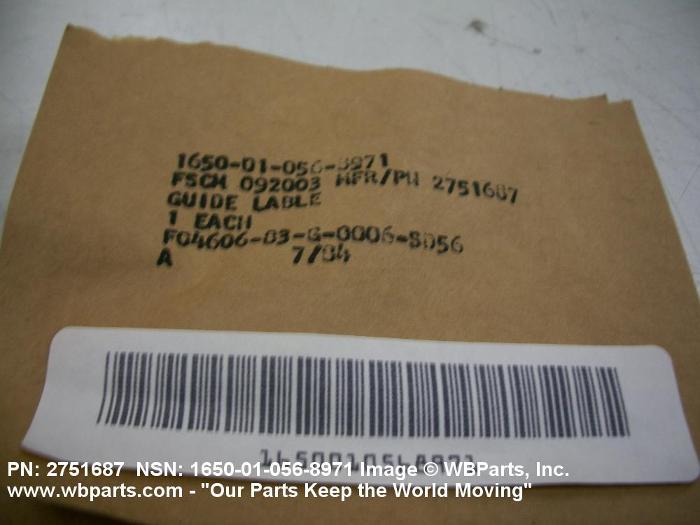 1650-01-056-8971
FSCM 092003 MFR/PN 2751687
GUIDE LABLE
1 EACH
F04606-83-G-0006-SD56
A 7/84
1650010568971
PN: 2751687 NSN: 1650-01-056-8971 Image © WBParts, Inc.
www.wbparts.com - "Our Parts Keep the World Moving"